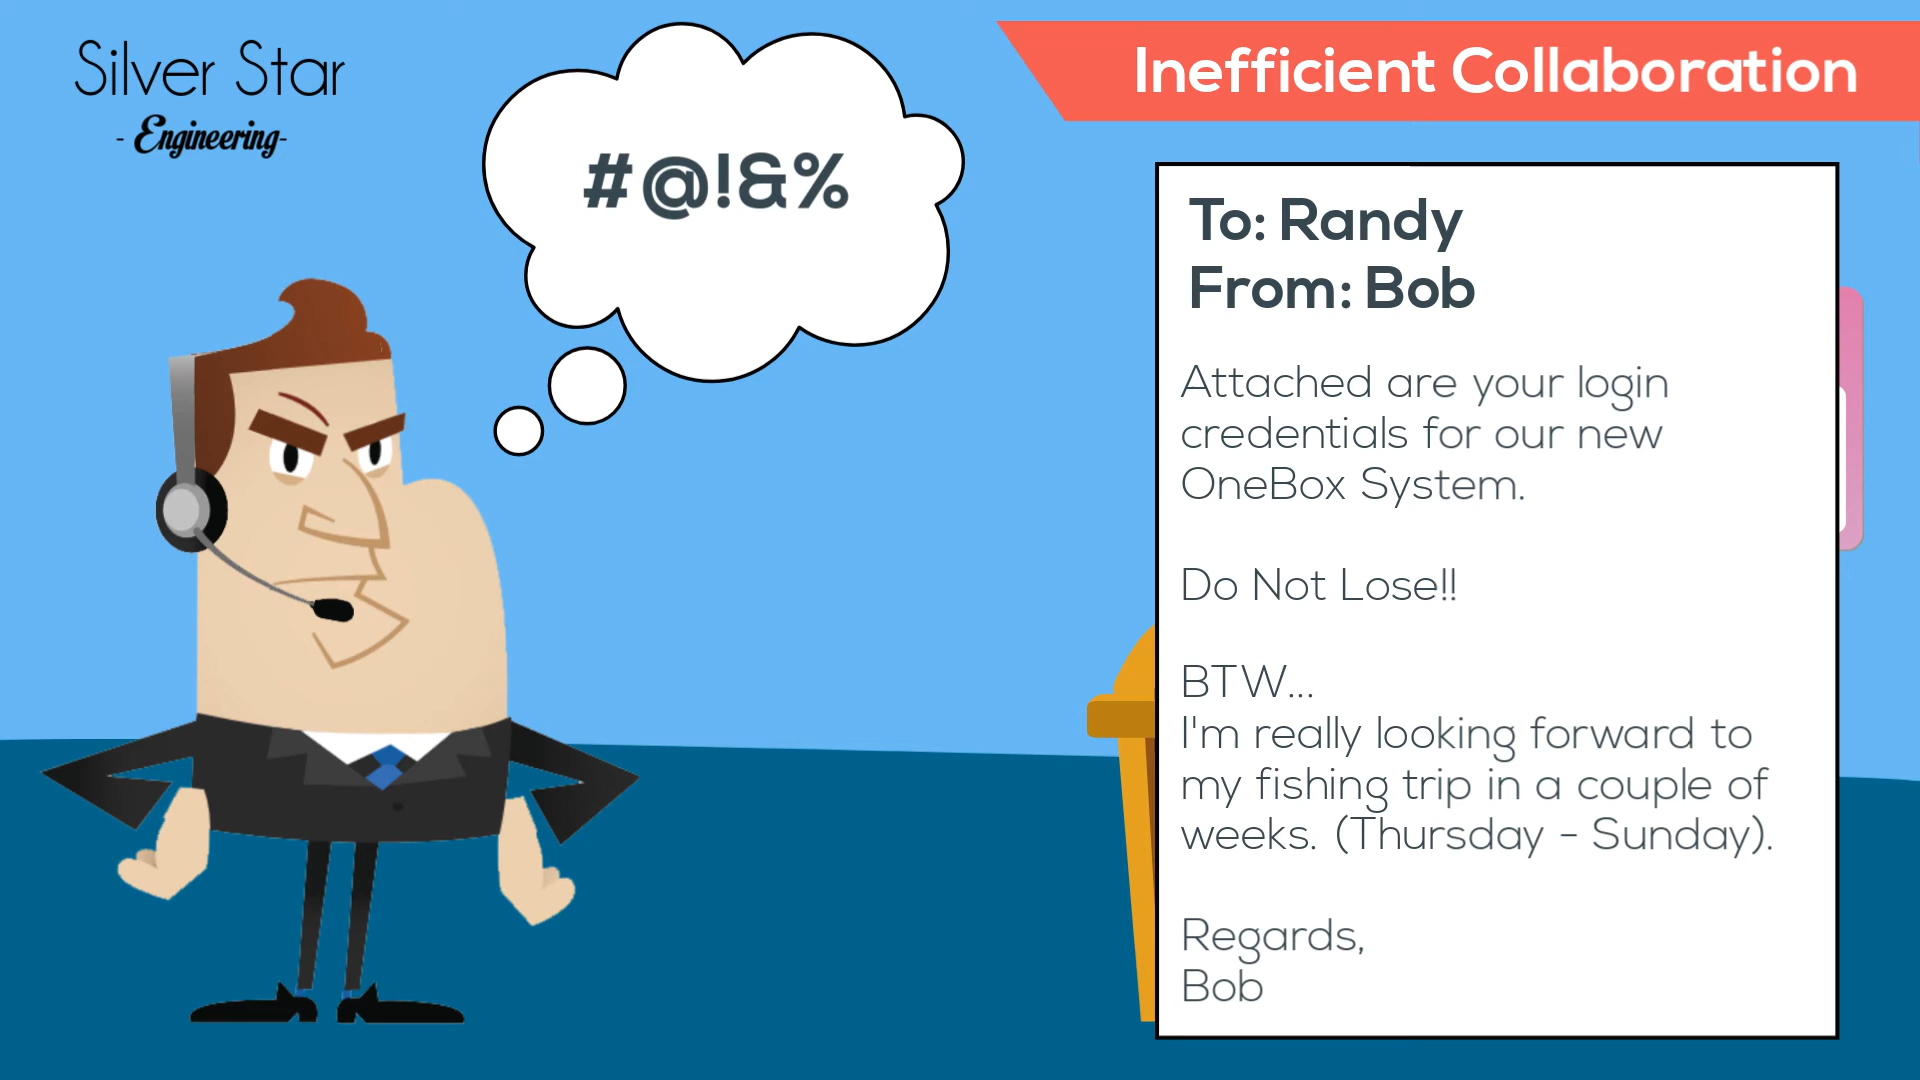 Silver Star
- Engineering-
#@!&%
Inefficient Collaboration
To: Randy
From: Bob
Attached are your login
credentials for our new
OneBox System.
Do Not Lose!!
BTW...
I'm really looking forward to
my fishing trip in a couple of
weeks. (Thursday - Sunday).
Regards,
Bob